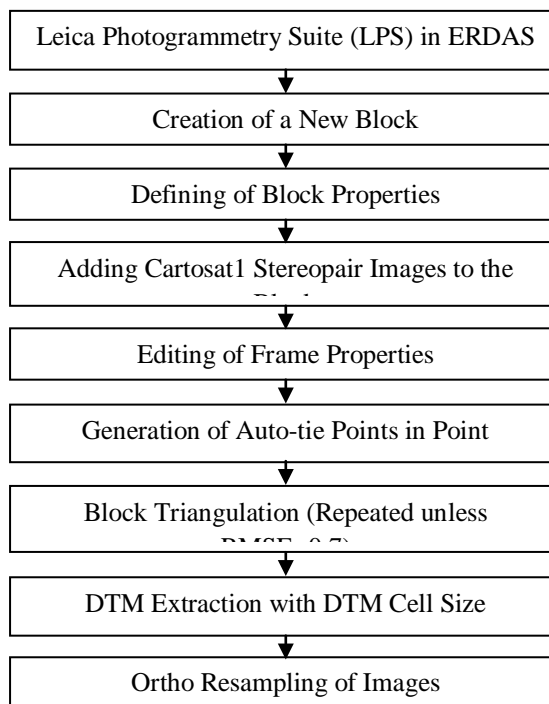 Leica Photogrammetry Suite (LPS) in ERDAS
Creation of a New Block
Defining of Block Properties
Adding Cartosat1 Stereopair Images to the
Editing of Frame Properties
Generation of Auto-tie Points in Point
Block Triangulation (Repeated unless
DTM Extraction with DTM Cell Size
Ortho Resampling of Images